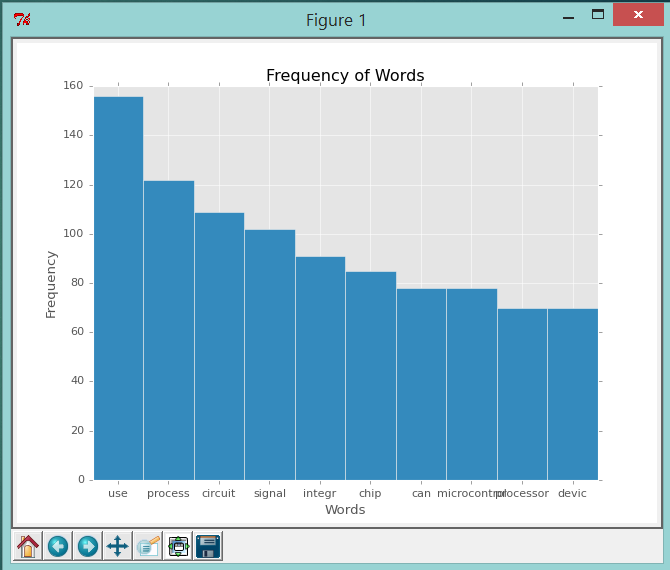 Figure 1
Frequency of Words
160
140
120
100
80
60
40
20
0
Frequency
use process circuit signal integr chip can microcontrol processor devic
Words